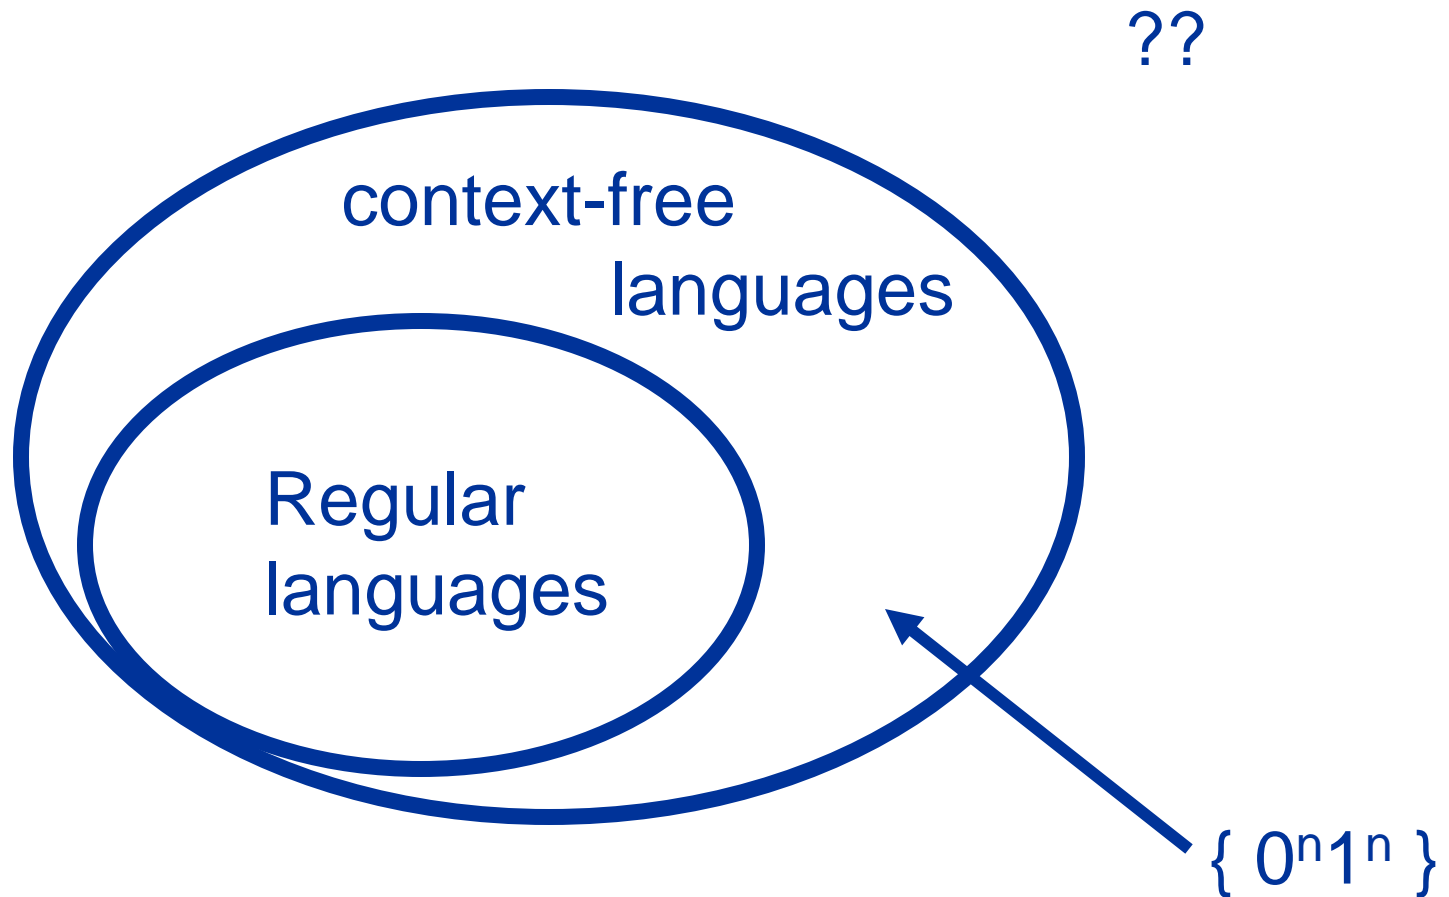 ??
context-free
languages
Regular
languages
{ 0ⁿ1ⁿ }